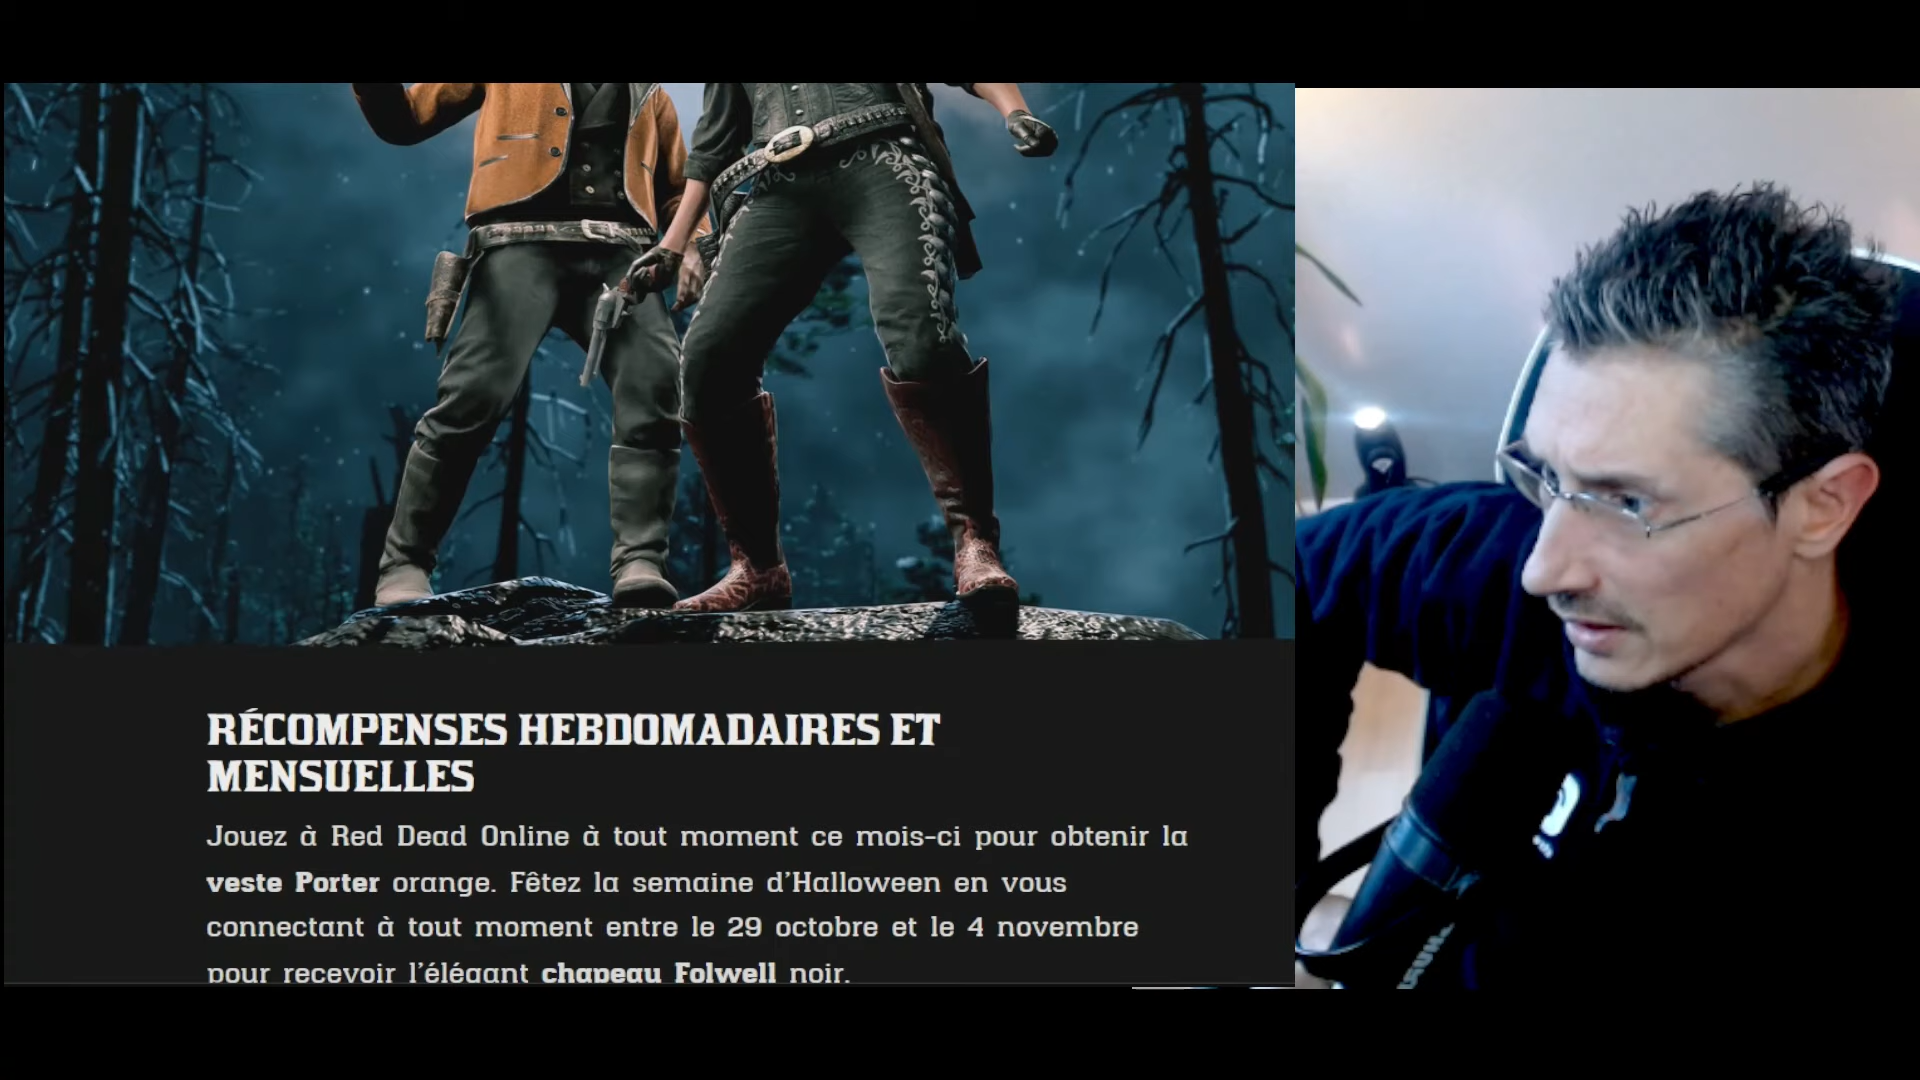 RÉCOMPENSES HEBDOMADAIRES ET
MENSUELLES
Jouez à Red Dead Online à tout moment ce mois-ci pour obtenir la
veste Porter orange. Fêtez la semaine d'Halloween en vous
connectant à tout moment entre le 29 octobre et le 4 novembre
pour recevoir l'élégant chapeau Folwell noir.